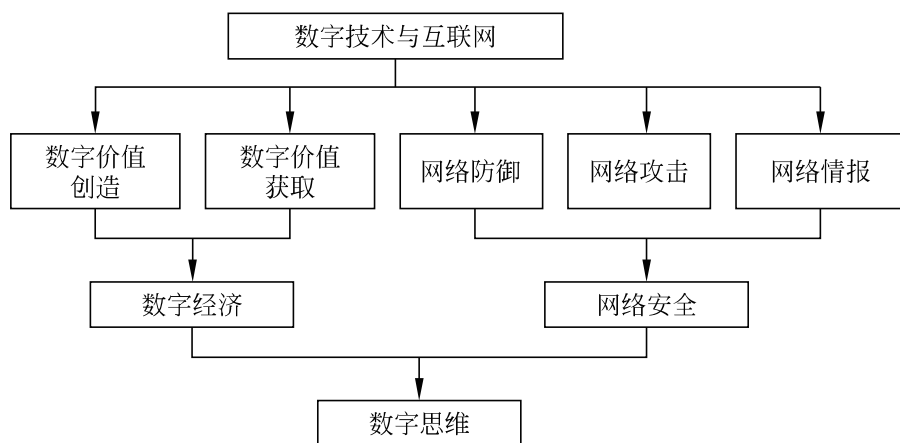 数字技术与互联网
数字价值
创造
数字价值
获取
网络防御
网络攻击
网络情报
数字经济
网络安全
数字思维